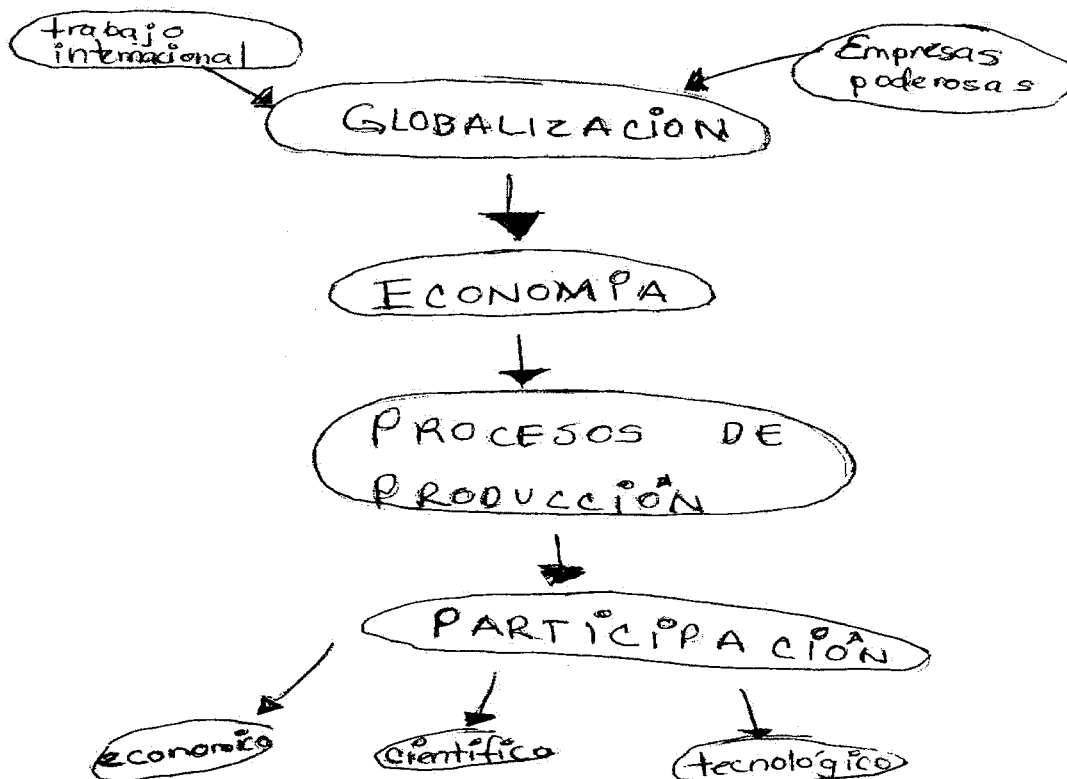 trabajo
internacional
Empresas
poderosas
GLOBALIZACION
ECONOMIA
PROCESOS DE
PRODUCCIÓN
PARTICIPACIÓN
economico
científico
tecnológico